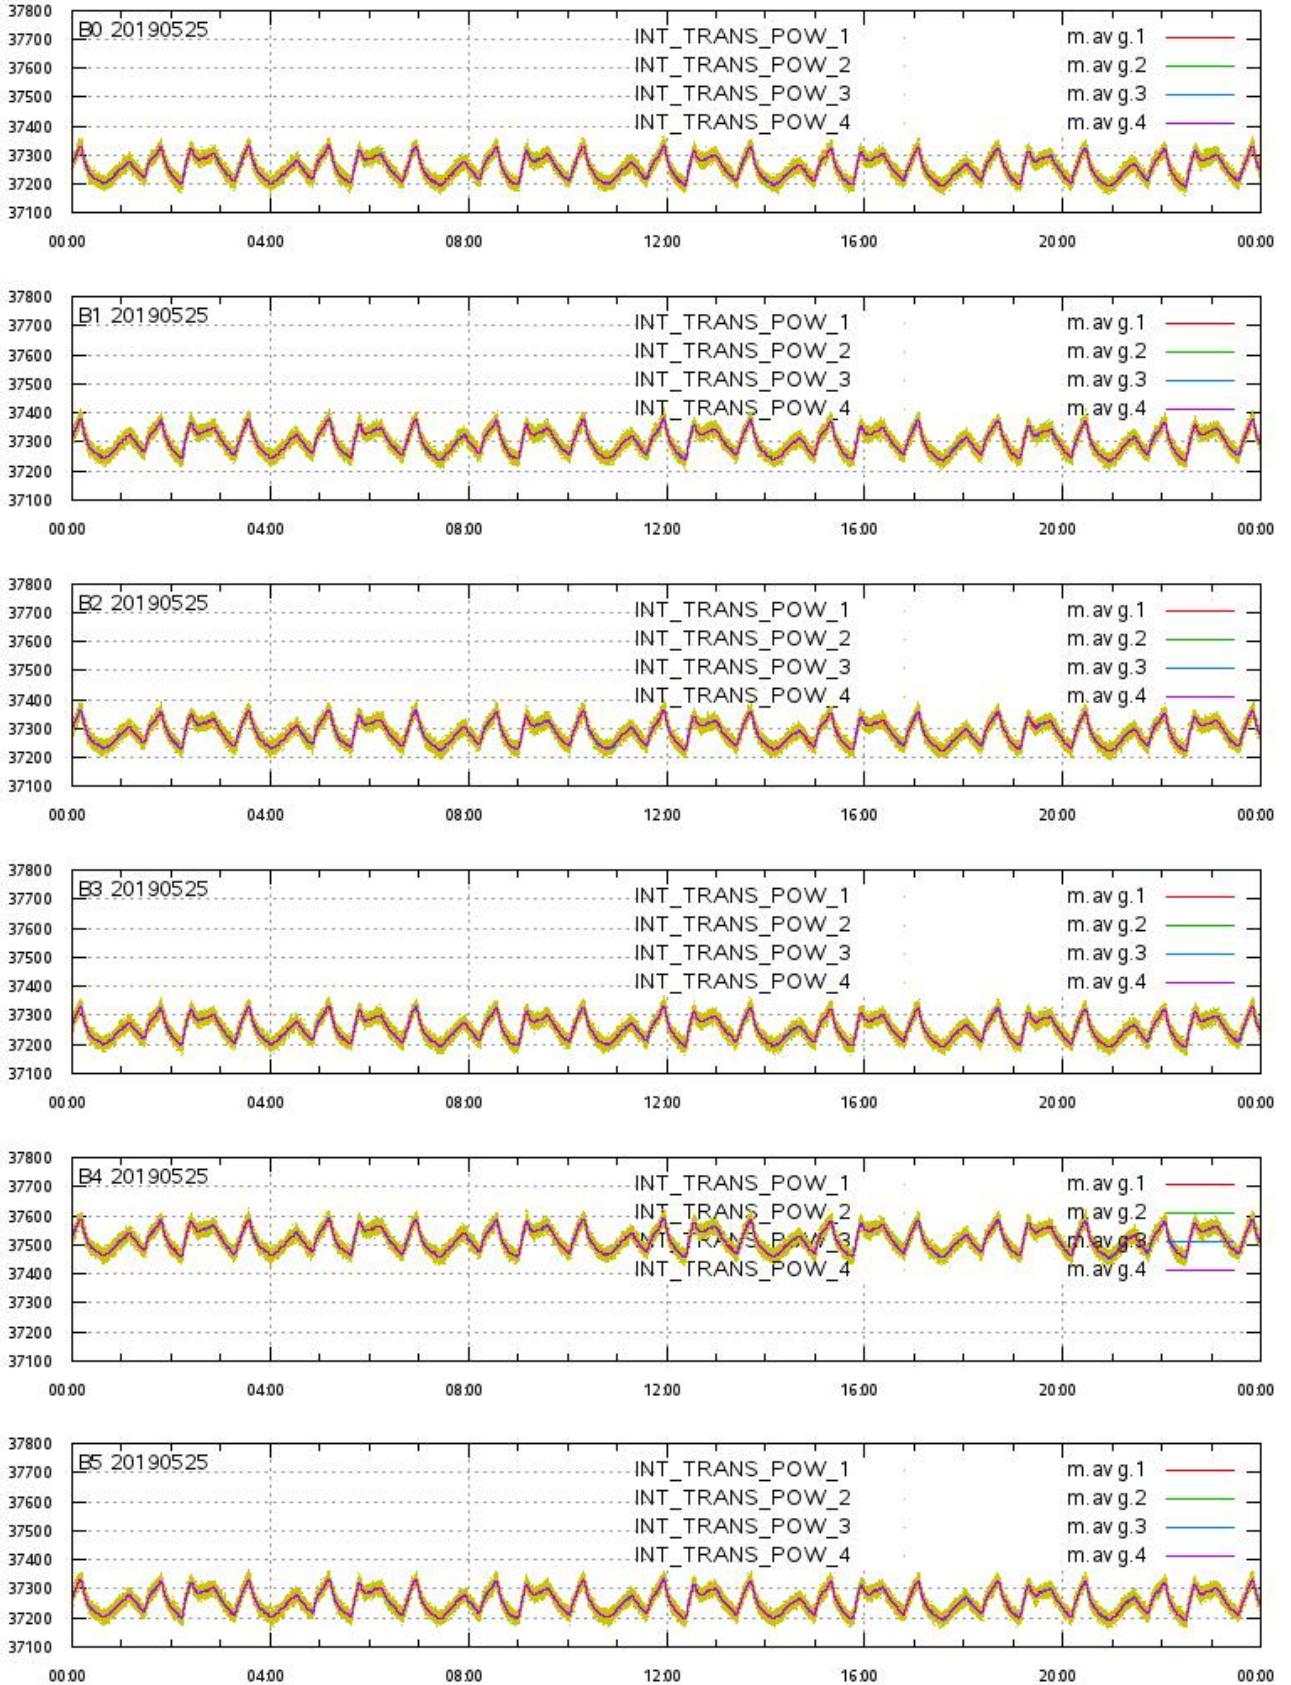 37800
B0 20190525 INT_TRANS_POW_1 m.avg.1
37700
INT_TRANS_POW_2 m.avg.2
37600
INT_TRANS_POW_3 m.avg.3
37500
INT_TRANS_POW_4 m.avg.4
37400
37300
37200
37100
00:00 04:00 08:00 12:00 16:00 20:00 00:00
37800
B1 20190525 INT_TRANS_POW_1 m.avg.1
37700
INT_TRANS_POW_2 m.avg.2
37600
INT_TRANS_POW_3 m.avg.3
37500
INT_TRANS_POW_4 m.avg.4
37400
37300
37200
37100
00:00 04:00 08:00 12:00 16:00 20:00 00:00
37800
B2 20190525 INT_TRANS_POW_1 m.avg.1
37700
INT_TRANS_POW_2 m.avg.2
37600
INT_TRANS_POW_3 m.avg.3
37500
INT_TRANS_POW_4 m.avg.4
37400
37300
37200
37100
00:00 04:00 08:00 12:00 16:00 20:00 00:00
37800
B3 20190525 INT_TRANS_POW_1 m.avg.1
37700
INT_TRANS_POW_2 m.avg.2
37600
INT_TRANS_POW_3 m.avg.3
37500
INT_TRANS_POW_4 m.avg.4
37400
37300
37200
37100
00:00 04:00 08:00 12:00 16:00 20:00 00:00
37800
B4 20190525 INT_TRANS_POW_1 m.avg.1
37700
INT_TRANS_POW_2 m.avg.2
37600
INT_TRANS_POW_3 m.avg.3
37500
INT_TRANS_POW_4 m.avg.4
37400
37300
37200
37100
00:00 04:00 08:00 12:00 16:00 20:00 00:00
37800
B5 20190525 INT_TRANS_POW_1 m.avg.1
37700
INT_TRANS_POW_2 m.avg.2
37600
INT_TRANS_POW_3 m.avg.3
37500
INT_TRANS_POW_4 m.avg.4
37400
37300
37200
37100
00:00 04:00 08:00 12:00 16:00 20:00 00:00